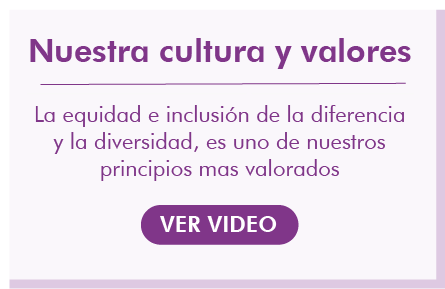 Nuestra cultura y valores
La equidad e inclusión de la diferencia
y la diversidad, es uno de nuestros
principios mas valorados
VER VIDEO